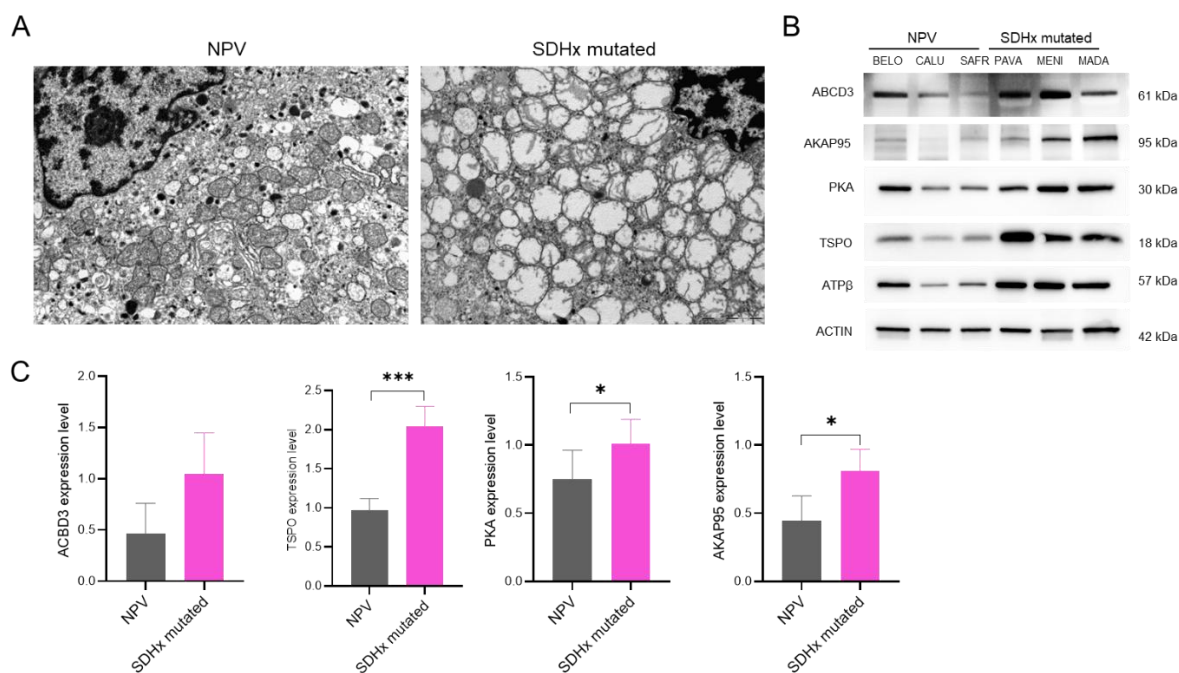 A
NPV
SDHx mutated
B
NPV
SDHx mutated
BELO CALU SAFR PAVA MENI MADA
ABCD3
61 kDa
AKAP95
95 kDa
PKA
30 kDa
TSPO
18 kDa
ATPβ
57 kDa
ACTIN
42 kDa
C
ACBD3 expression level
2.0
1.5
1.0
0.5
0.0
NPV
SDHx mutated
TSPO expression level
2.5
2.0
1.5
1.0
0.5
0.0
***
NPV
SDHx mutated
PKA expression level
1.5
1.0
0.5
0.0
*
NPV
SDHx mutated
AKAP95 expression level
1.5
1.0
0.5
0.0
*
NPV
SDHx mutated